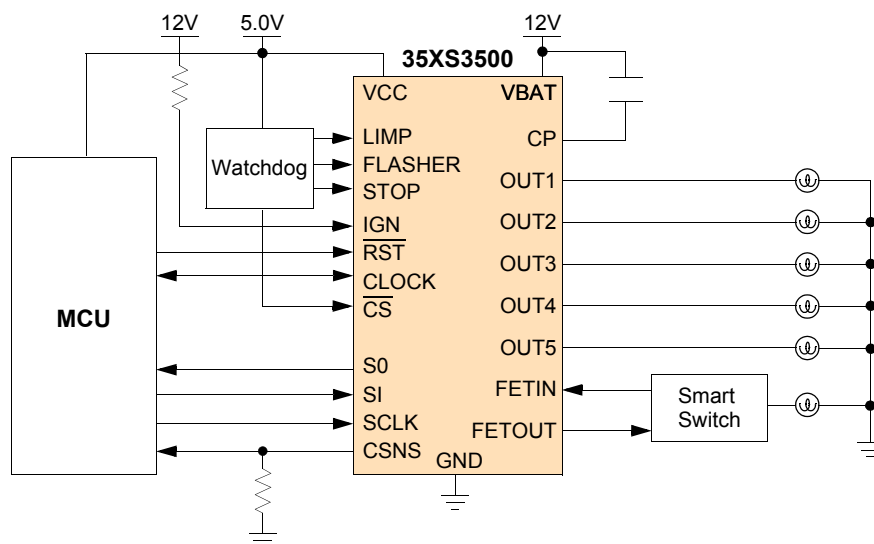 12V
5.0V
12V
35XS3500
VCC
VBAT
LIMP
CP
FLASHER
Watchdog
STOP
OUT1
IGN
OUT2
RST
CLOCK
OUT3
CS
OUT4
MCU
OUT5
S0
SI
FETIN
Smart
Switch
SCLK
FETOUT
CSNS
GND